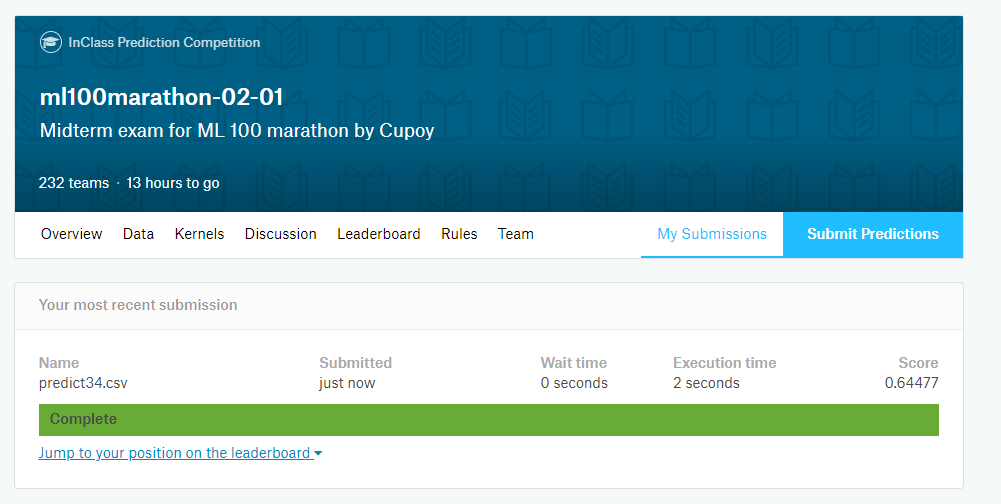 InClass Prediction Competition
ml100marathon-02-01
Midterm exam for ML 100 marathon by Cupoy
232 teams · 13 hours to go
Overview Data Kernels Discussion Leaderboard Rules Team My Submissions Submit Predictions
Your most recent submission
Name Submitted Wait time Execution time Score
predict34.csv just now 0 seconds 2 seconds 0.64477
Complete
Jump to your position on the leaderboard